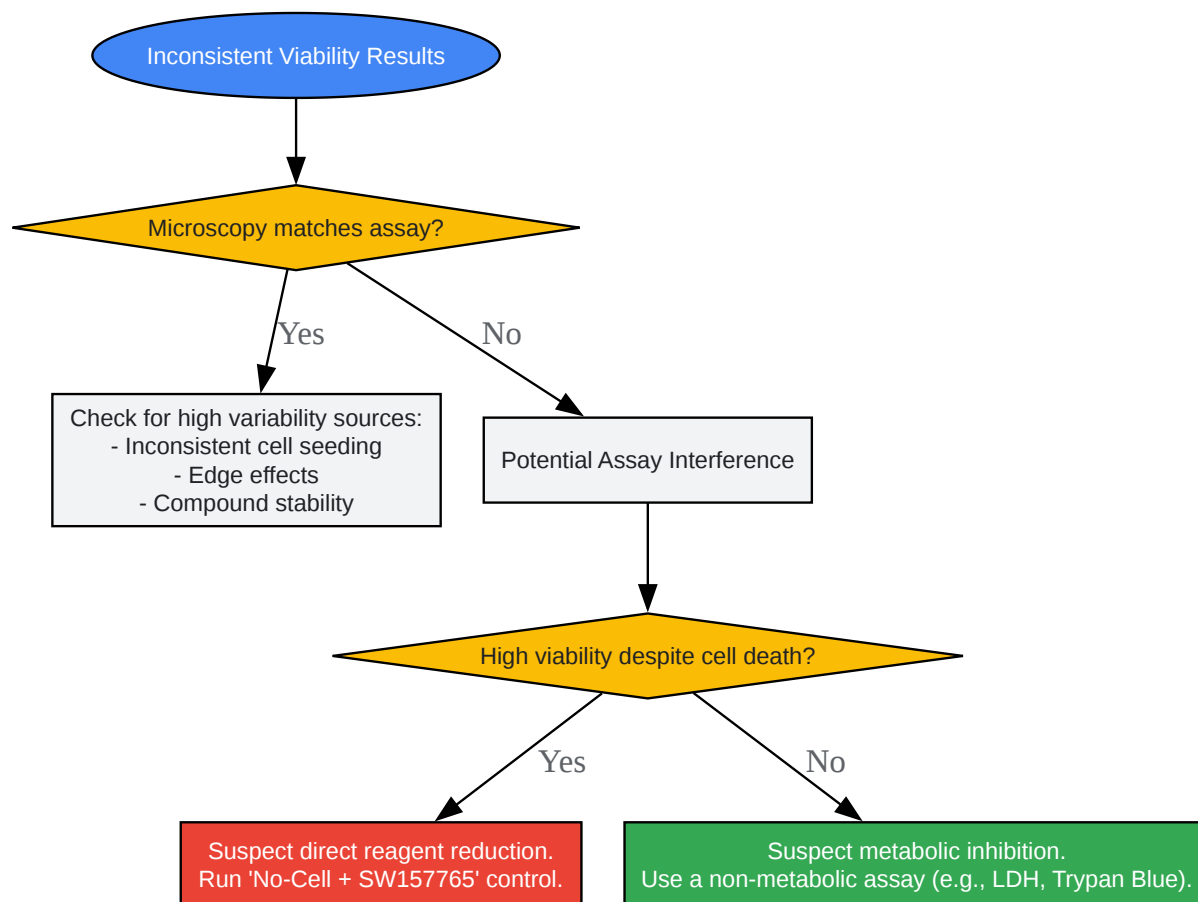 Inconsistent Viability Results
Microscopy matches assay?
Yes
No
Check for high variability sources:
- Inconsistent cell seeding
- Edge effects
- Compound stability
Potential Assay Interference
High viability despite cell death?
Yes
No
Suspect direct reagent reduction.
Run 'No-Cell + SW157765' control.
Suspect metabolic inhibition.
Use a non-metabolic assay (e.g., LDH, Trypan Blue).